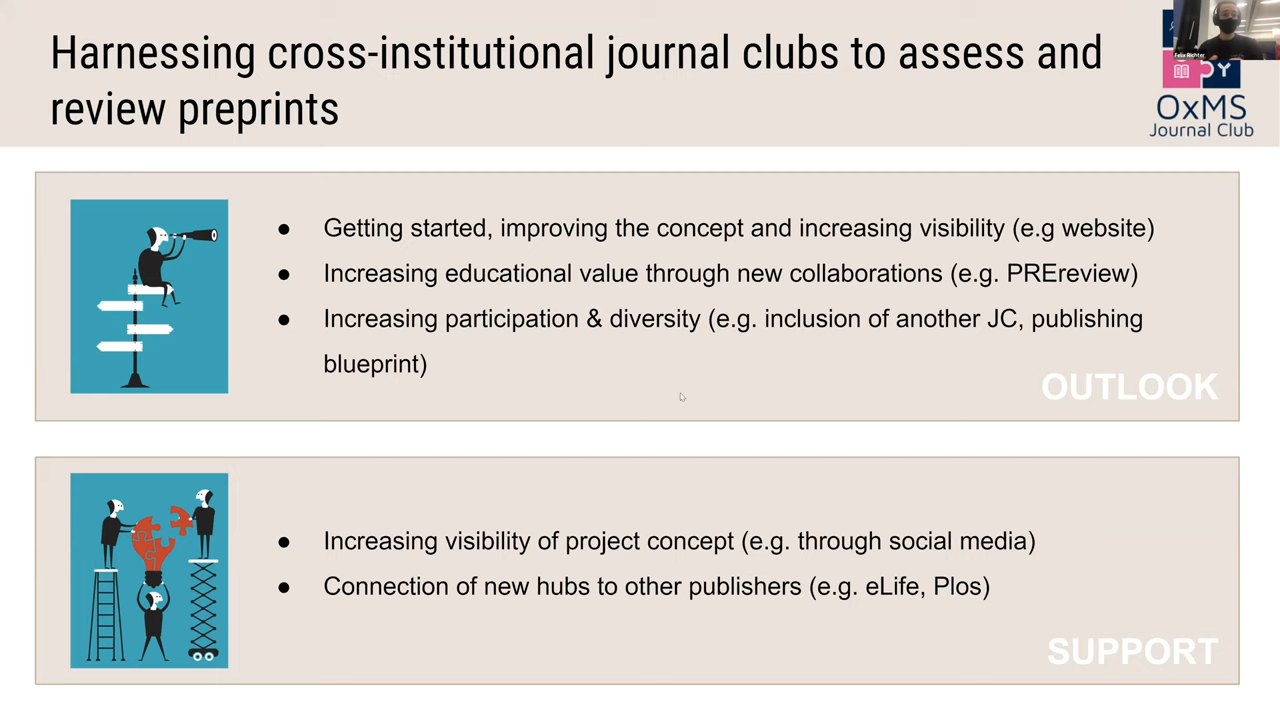 Harnessing cross-institutional journal clubs to assess and
review preprints
Felix Richter
Y
OxMS
Journal Club
● Getting started, improving the concept and increasing visibility (e.g website)
● Increasing educational value through new collaborations (e.g. PREreview)
● Increasing participation & diversity (e.g. inclusion of another JC, publishing
blueprint)
OUTLOOK
● Increasing visibility of project concept (e.g. through social media)
● Connection of new hubs to other publishers (e.g. eLife, Plos)
SUPPORT